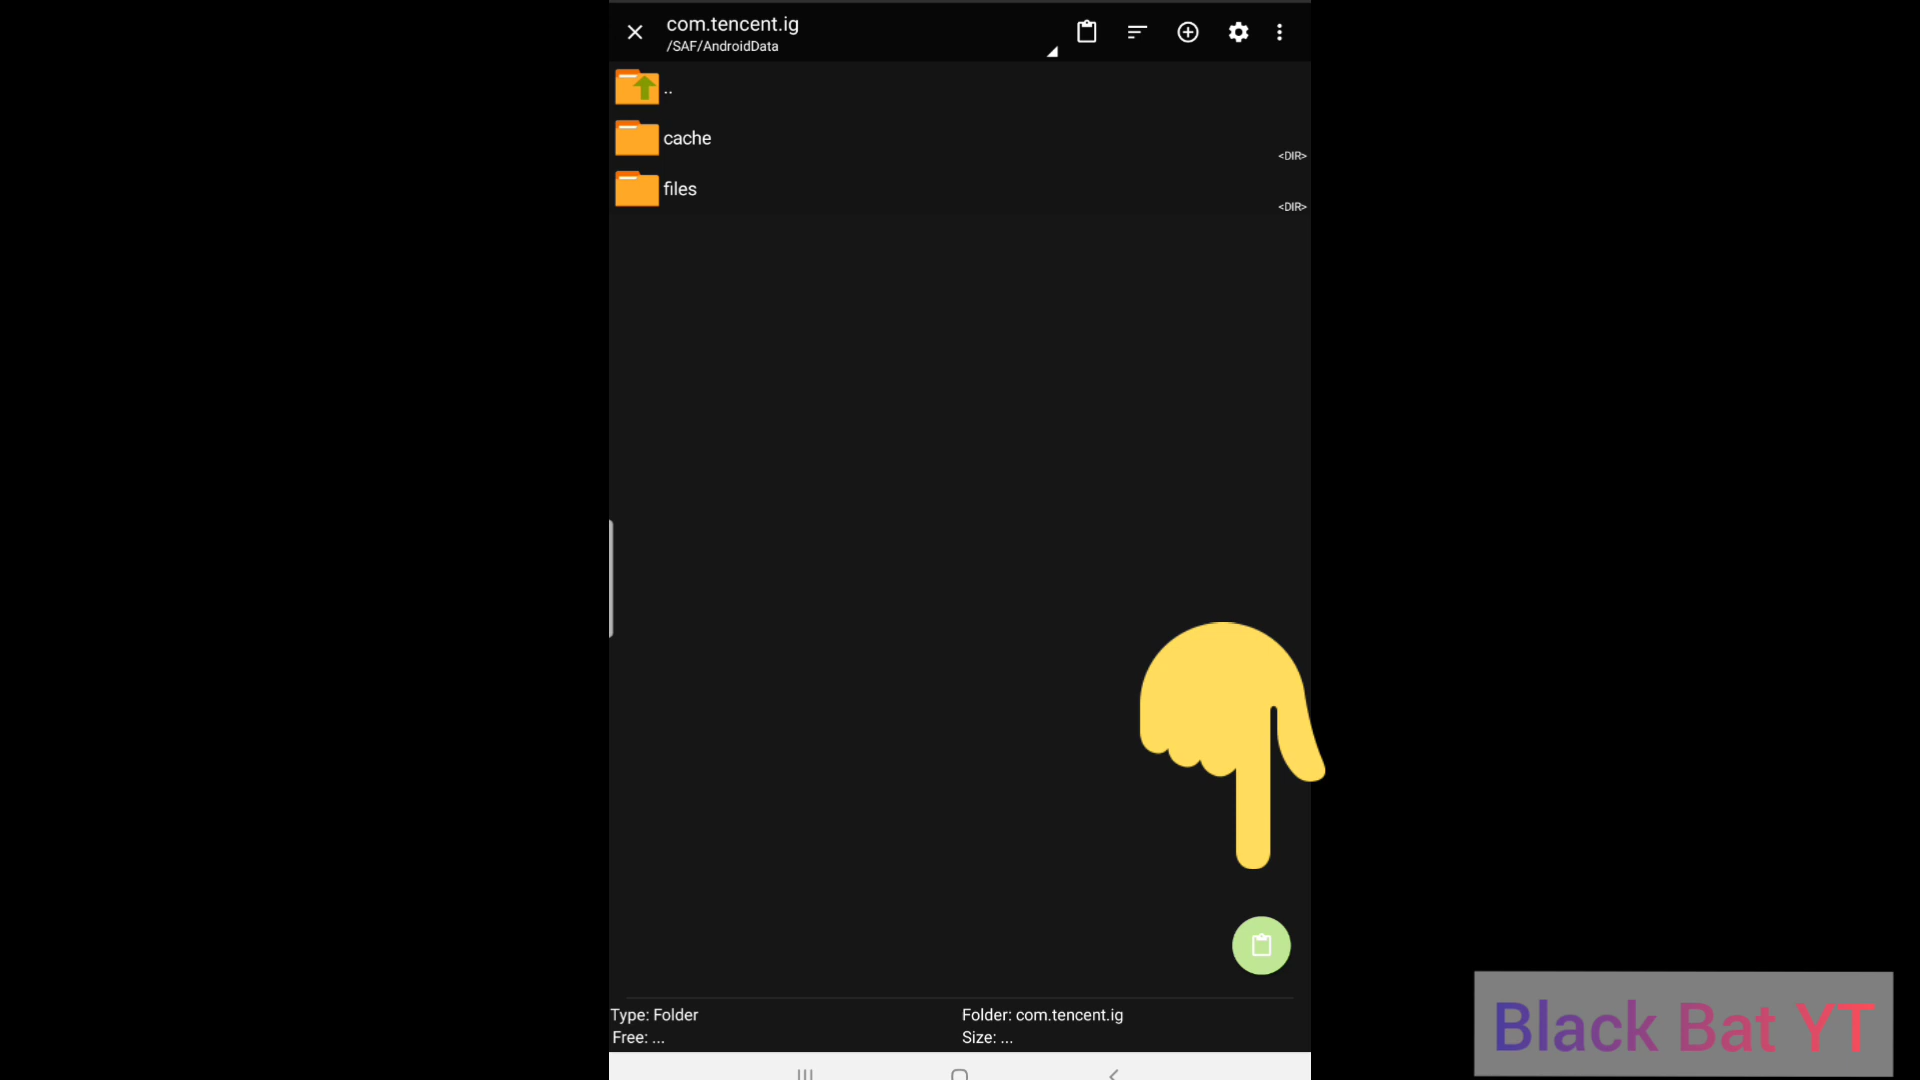 com.tencent.ig
/SAF/AndroidData
..
cache
<DIR>
files
<DIR>
Type: Folder
Folder: com.tencent.ig
Free: ...
Size: ...
Black Bat YT